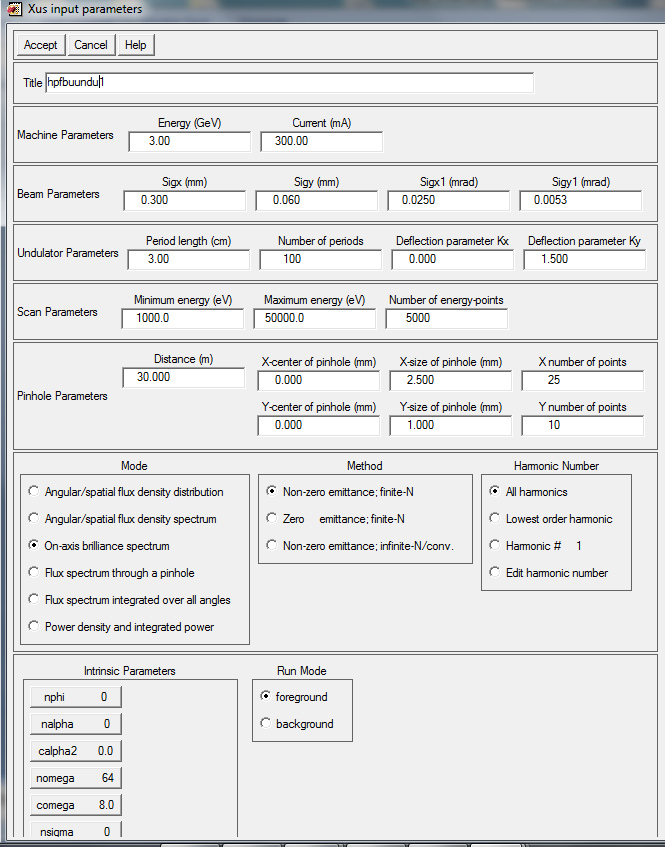 Xus input parameters
Accept Cancel Help
Title hpfbuundu1
Energy (GeV) Current (mA)
Machine Parameters 3.00 300.00
Sigx (mm) Sigy (mm) Sigx1 (mrad) Sigy1 (mrad)
Beam Parameters 0.300 0.060 0.0250 0.0053
Period length (cm) Number of periods Deflection parameter Kx Deflection parameter Ky
Undulator Parameters 3.00 100 0.000 1.500
Minimum energy (eV) Maximum energy (eV) Number of energy-points
Scan Parameters 1000.0 50000.0 5000
Distance (m) X-center of pinhole (mm) X-size of pinhole (mm) X number of points
30.000 0.000 2.500 25
Pinhole Parameters
Y-center of pinhole (mm) Y-size of pinhole (mm) Y number of points
0.000 1.000 10
Mode Method Harmonic Number
Angular/spatial flux density distribution Non-zero emittance; finite-N All harmonics
Angular/spatial flux density spectrum Zero emittance; finite-N Lowest order harmonic
On-axis brilliance spectrum Non-zero emittance; infinite-N/conv. Harmonic # 1
Flux spectrum through a pinhole Edit harmonic number
Flux spectrum integrated over all angles
Power density and integrated power
Intrinsic Parameters Run Mode
nphi 0 foreground
nalpha 0 background
calpha2 0.0
nomega 64
comega 8.0
nsigma 0